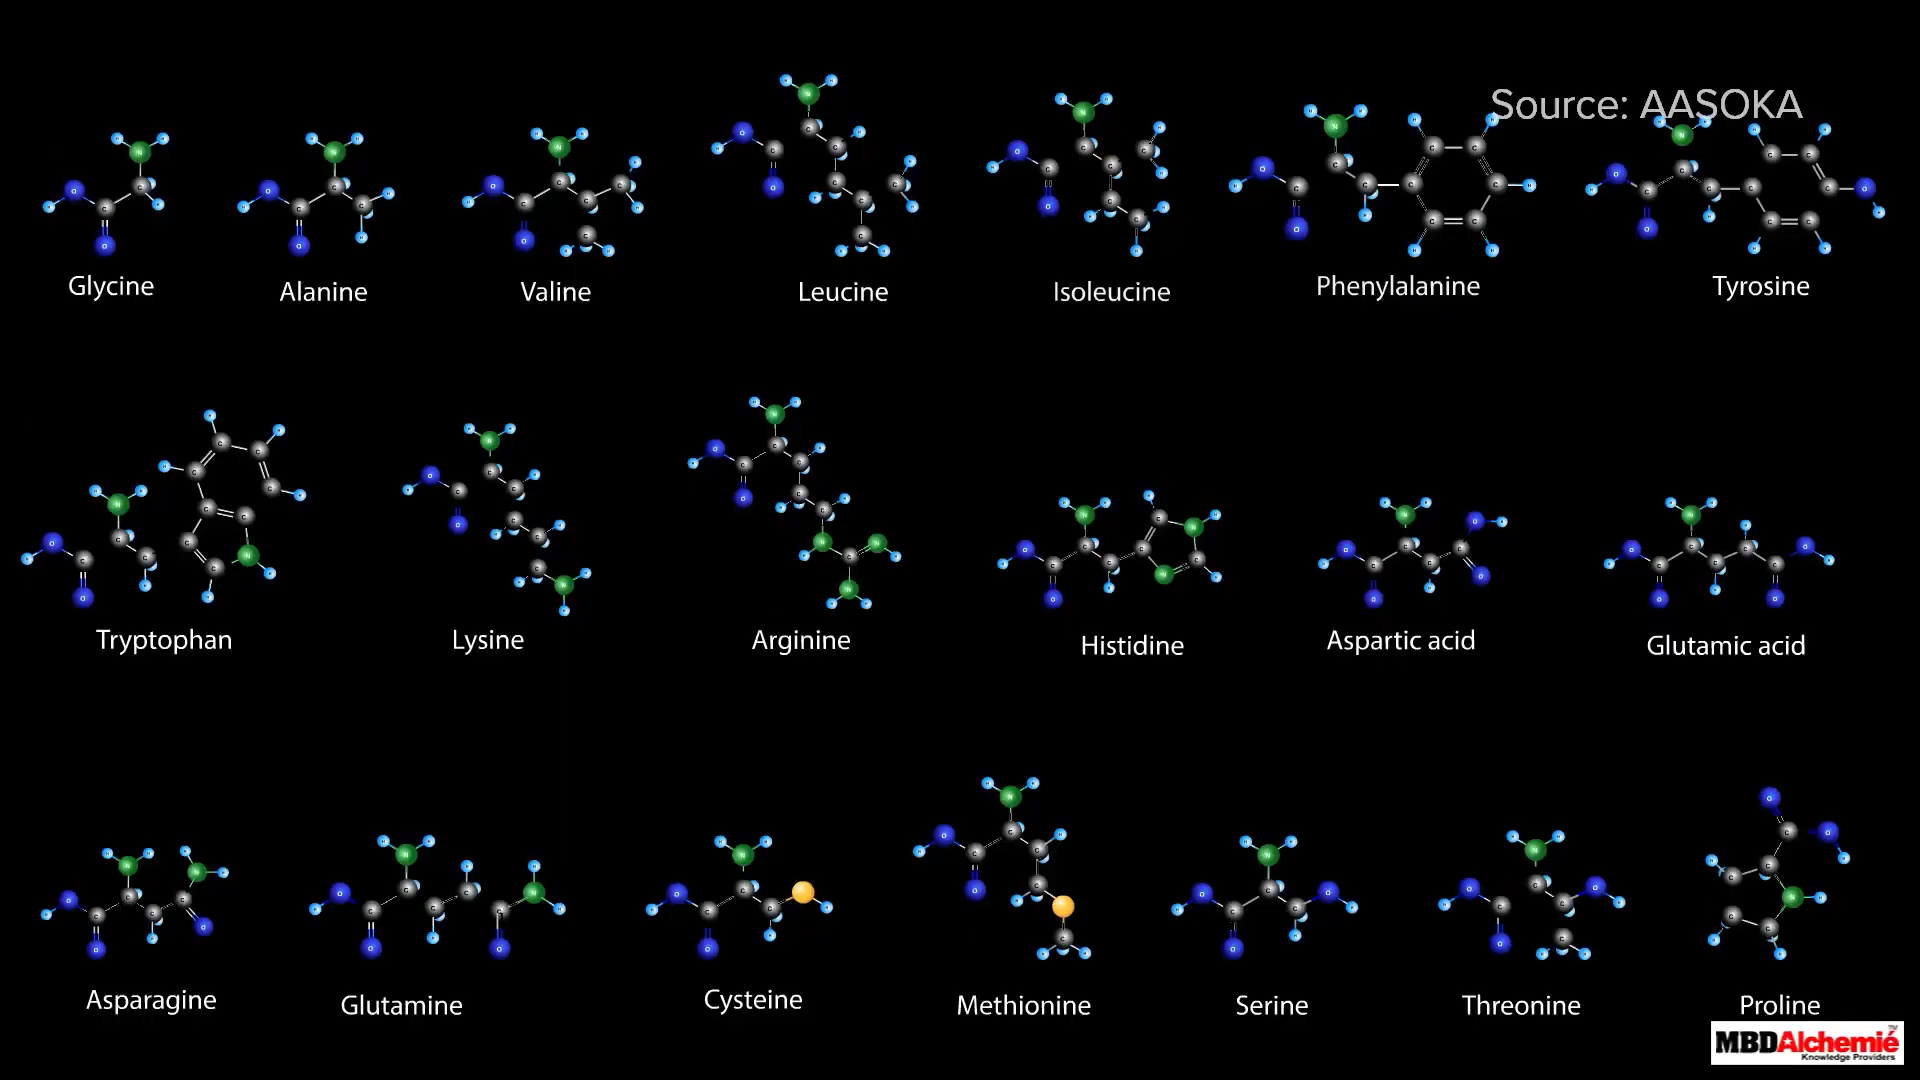 Source: AASOKA
Glycine
Alanine
Valine
Leucine
Isoleucine
Phenylalanine
Tyrosine
Tryptophan
Lysine
Arginine
Histidine
Aspartic acid
Glutamic acid
Asparagine
Glutamine
Cysteine
Methionine
Serine
Threonine
Proline
MBDAlchemié™
Knowledge Providers